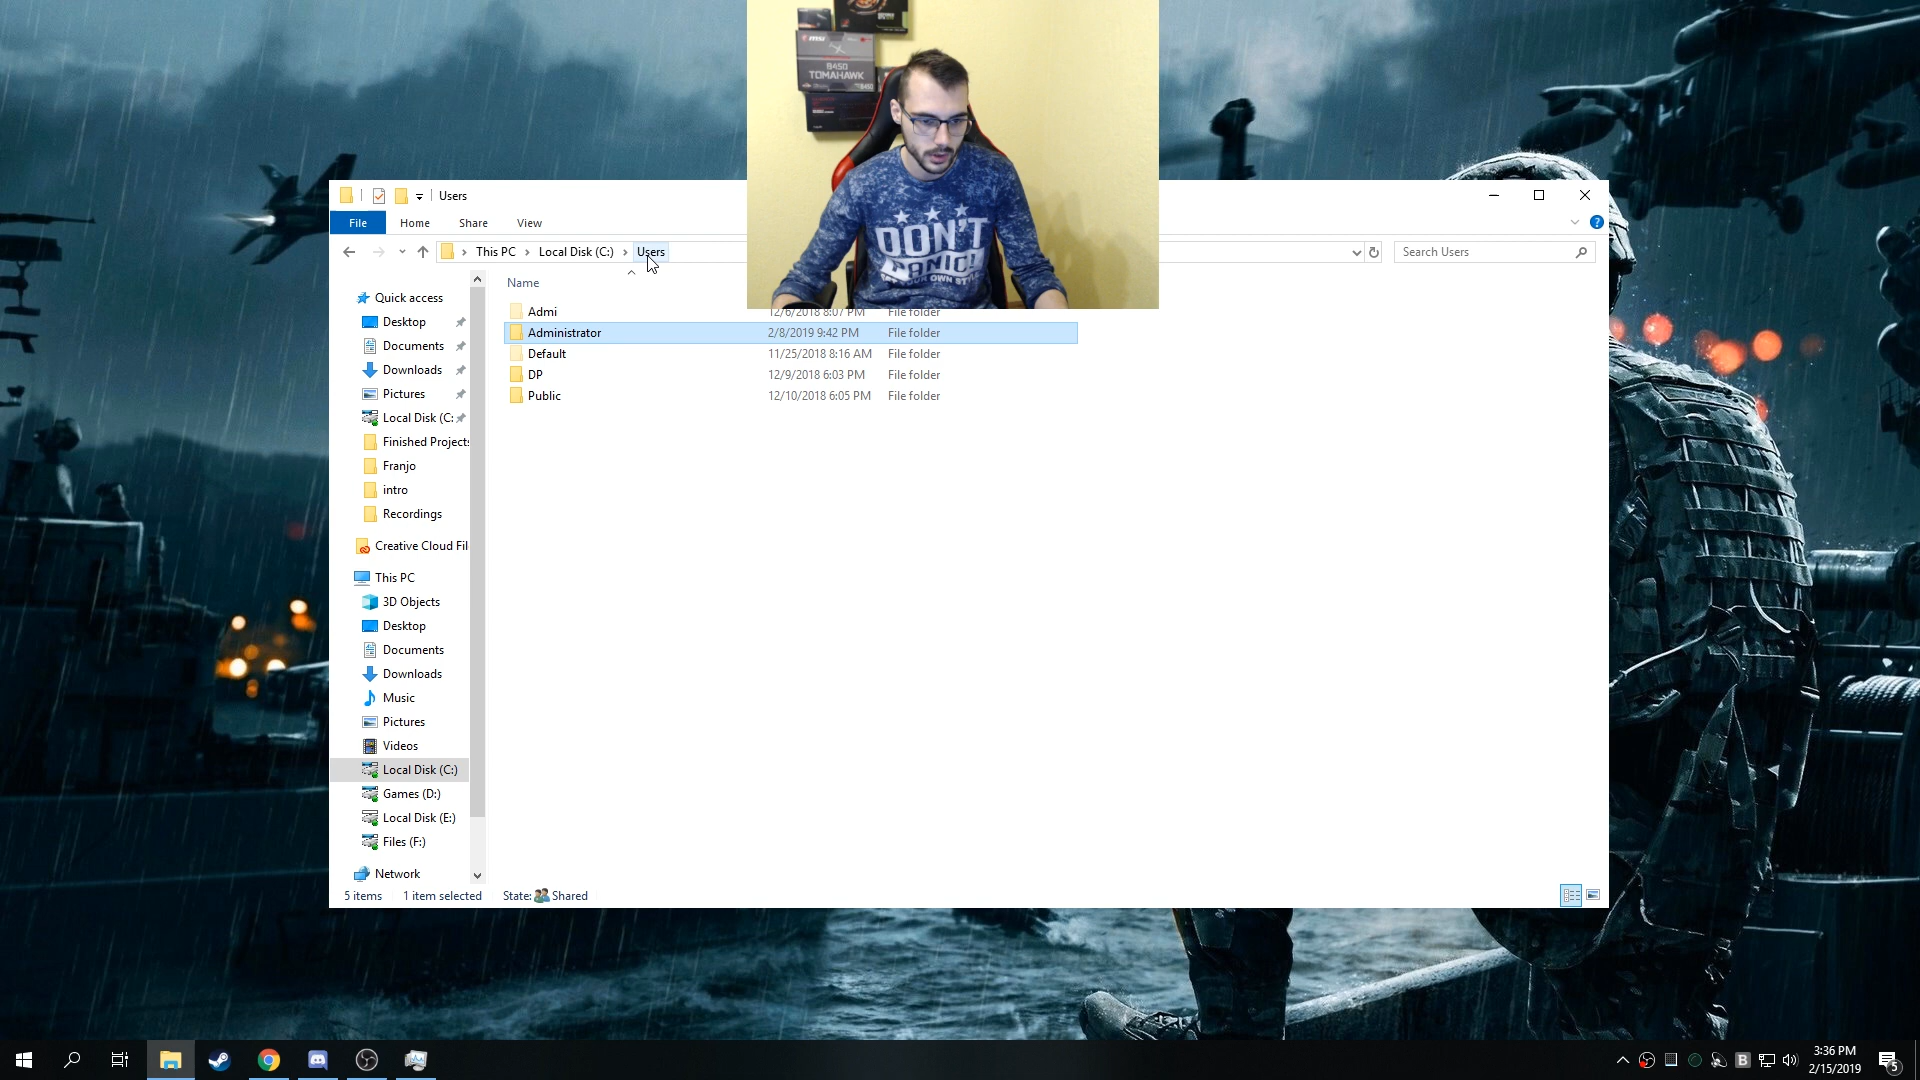 msi
B450
TOMAHAWK
B450
DON'T
PANIC
Users
File
Home
Share
View
This PC
Local Disk (C:)
Users
Search Users
Name
Quick access
Desktop
Documents
Downloads
Pictures
Local Disk (C:
Finished Projects
Franjo
intro
Recordings
Creative Cloud Fil
This PC
3D Objects
Desktop
Documents
Downloads
Music
Pictures
Videos
Local Disk (C:)
Games (D:)
Local Disk (E:)
Files (F:)
Network
Admi 12/6/2018 8:07 PM File folder
Administrator 2/8/2019 9:42 PM File folder
Default 11/25/2018 8:16 AM File folder
DP 12/9/2018 6:03 PM File folder
Public 12/10/2018 6:05 PM File folder
5 items 1 item selected State: Shared
3:36 PM
2/15/2019
5